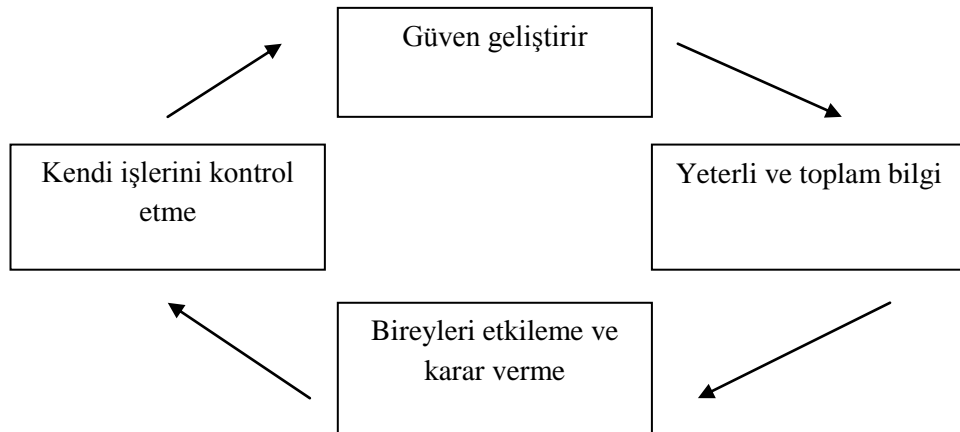 Güven geliştirir
Kendi işlerini kontrol
etme
Yeterli ve toplam bilgi
Bireyleri etkileme ve
karar verme